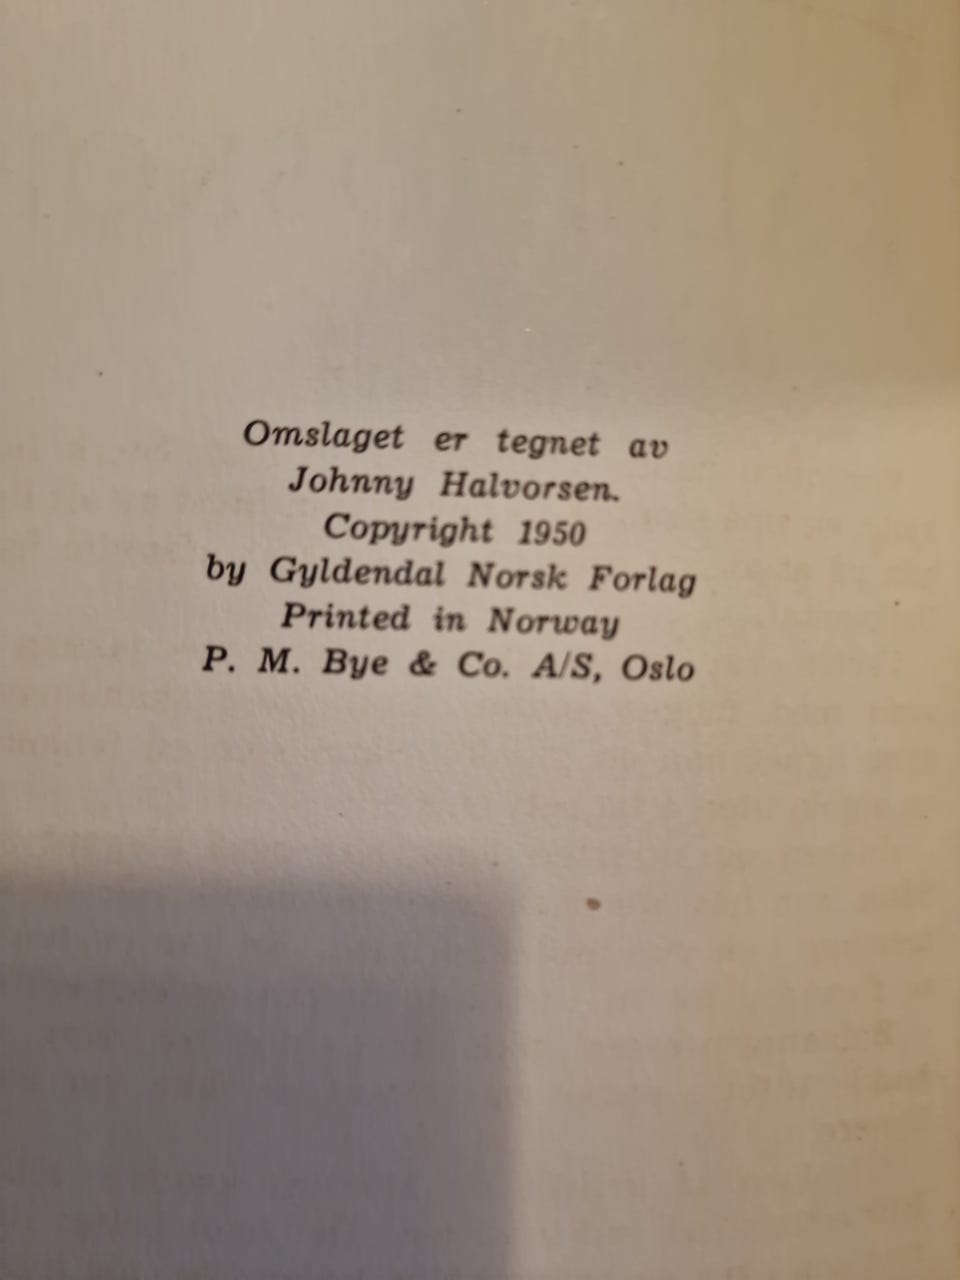 Omslaget er tegnet av
Johnny Halvorsen.
Copyright 1950
by Gyldendal Norsk Forlag
Printed in Norway
P. M. Bye & Co. A/S, Oslo